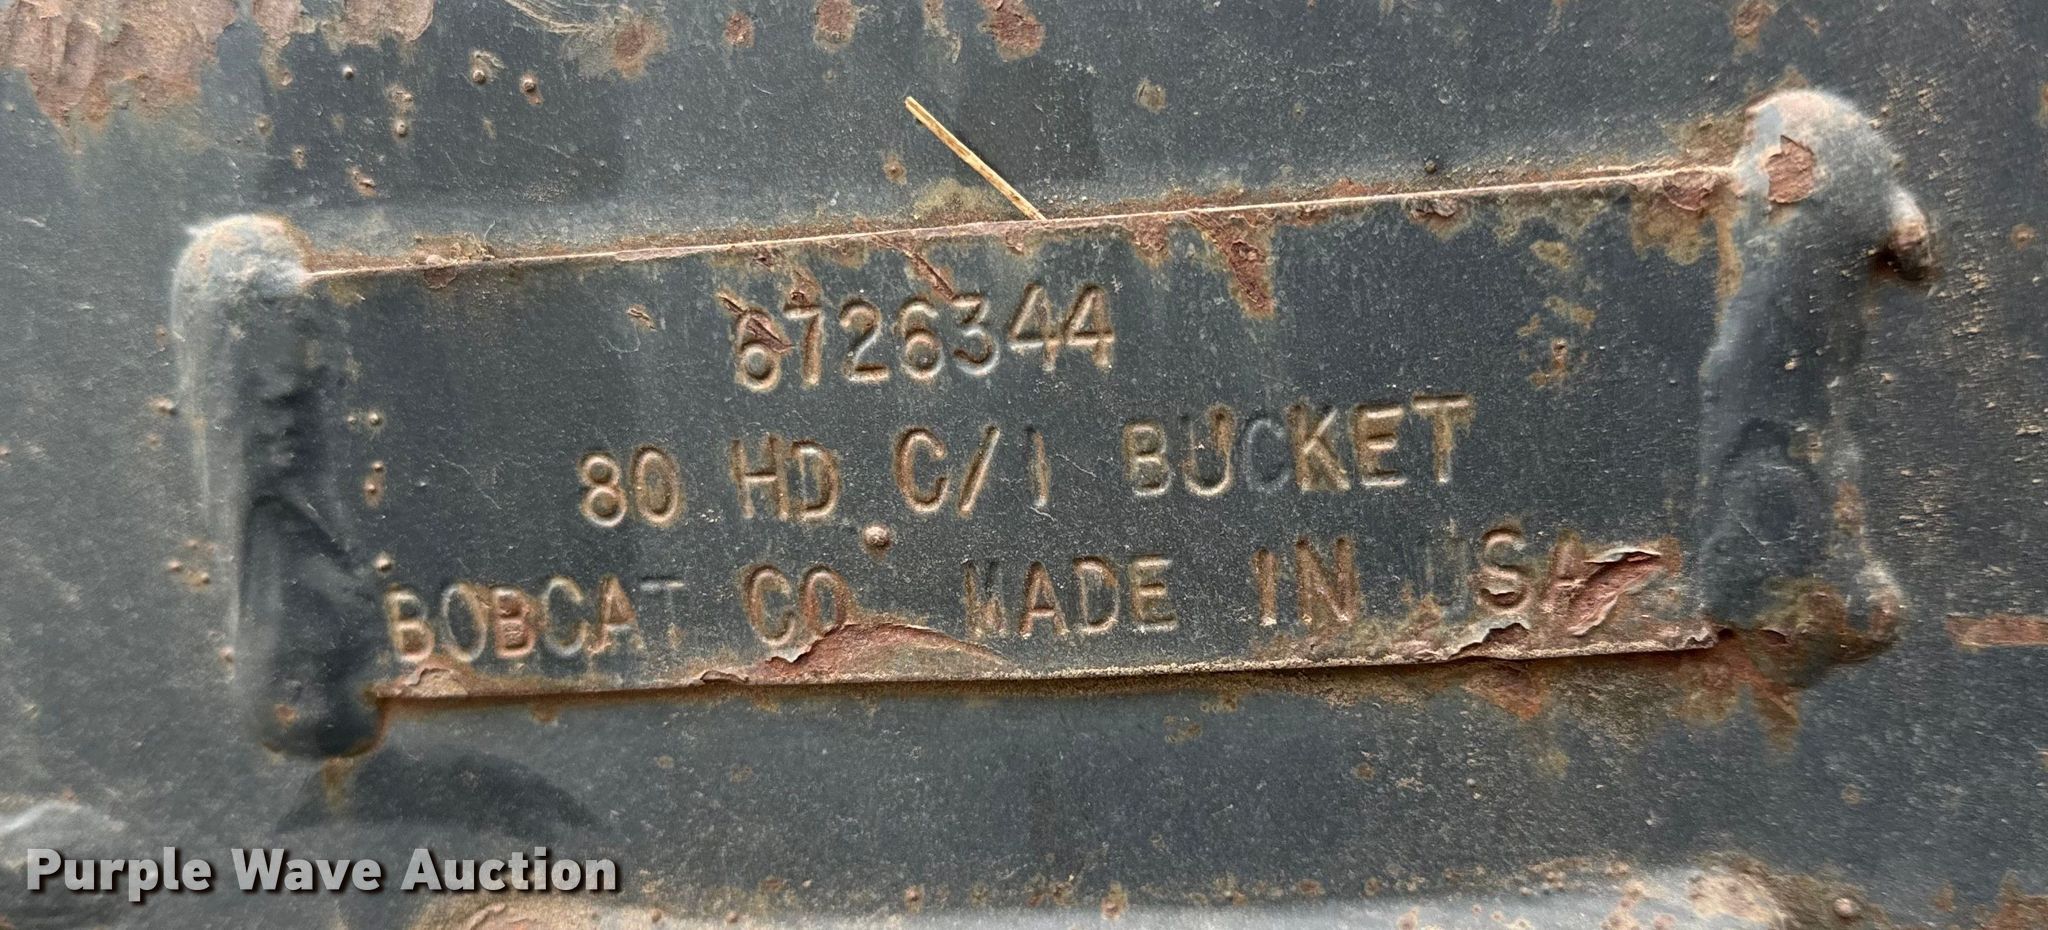 6726344
80 HD C/I BUCKET
BOBCAT CO. MADE IN USA
Purple Wave Auction